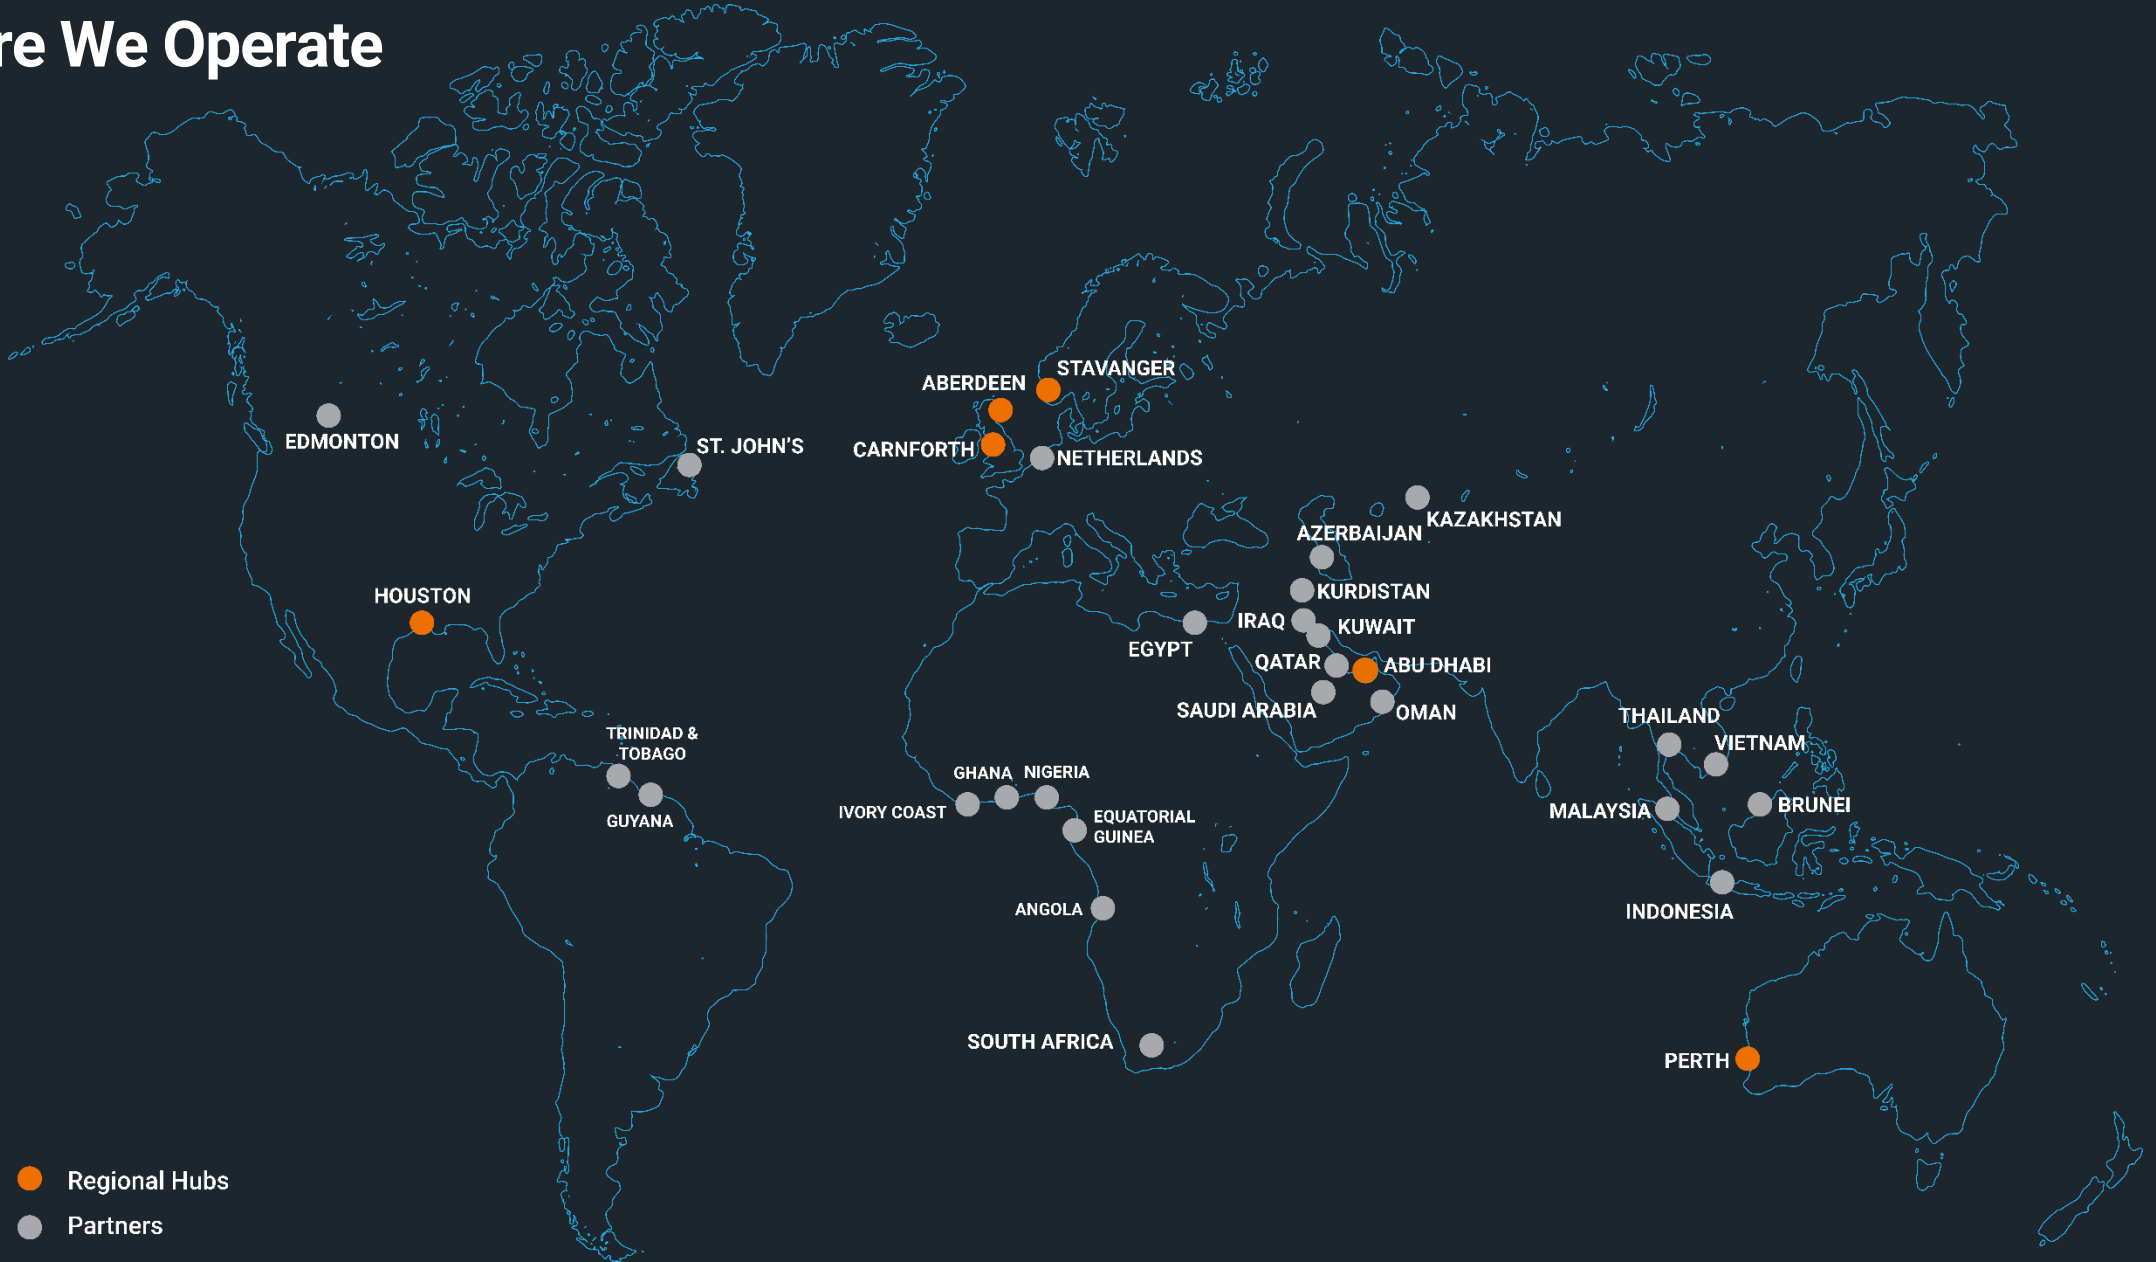 re We Operate
STAVANGER
ABERDEEN
CARNFORTH
NETHERLANDS
EDMONTON
ST. JOHN'S
HOUSTON
KAZAKHSTAN
AZERBAIJAN
KURDISTAN
IRAQ
KUWAIT
EGYPT
QATAR
ABU DHABI
SAUDI ARABIA
OMAN
TRINIDAD &
TOBAGO
GUYANA
GHANA
NIGERIA
IVORY COAST
EQUATORIAL
GUINEA
ANGOLA
SOUTH AFRICA
THAILAND
VIETNAM
MALAYSIA
BRUNEI
INDONESIA
PERTH
Regional Hubs
Partners